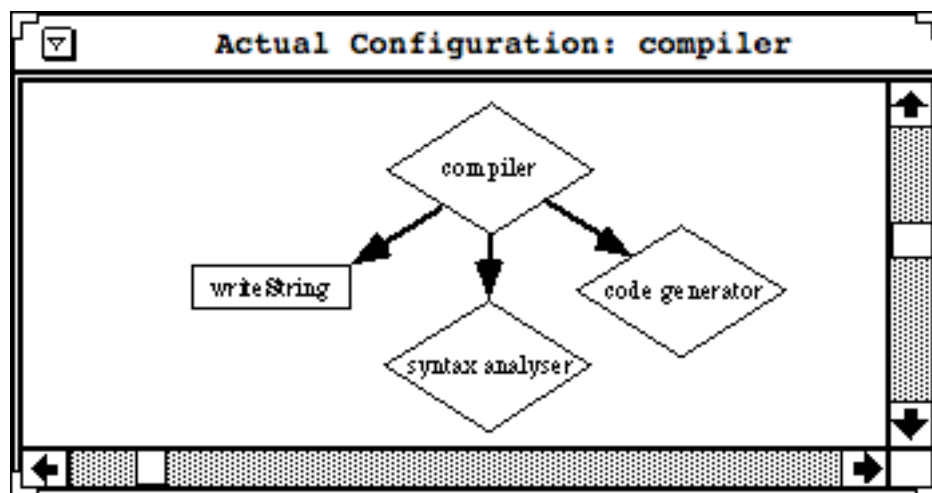 Actual Configuration: compiler
compiler
writeString
code generator
syntax analyser